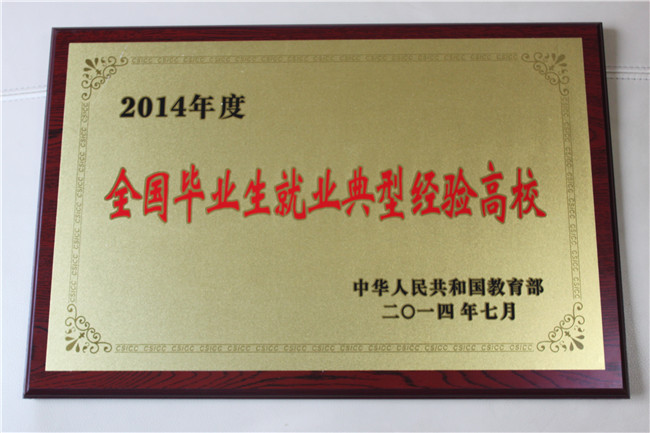 2014年度
全国毕业生就业典型经验高校
中华人民共和国教育部
二〇一四年七月